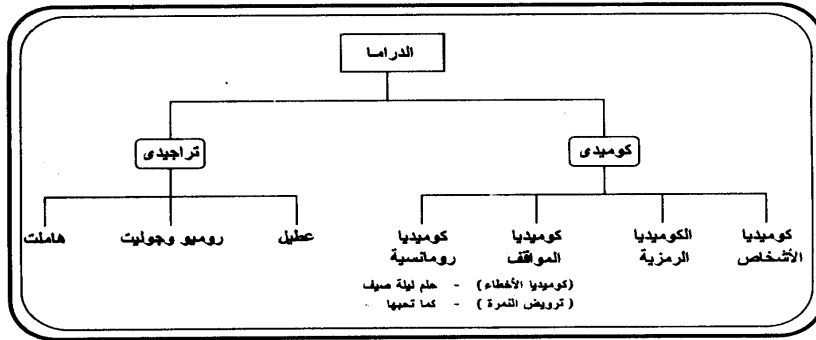 الدراما
كوميدى
تراجيدى
كوميديا
الأشخاص
الكوميديا
الرمزية
كوميديا
المواقف
كوميديا
رومانسية
عطيل
روميو وجوليت
هاملت
(كوميديا الأخطاء) - حلم ليلة صيف
(ترويض النمرة) - كما تحبها